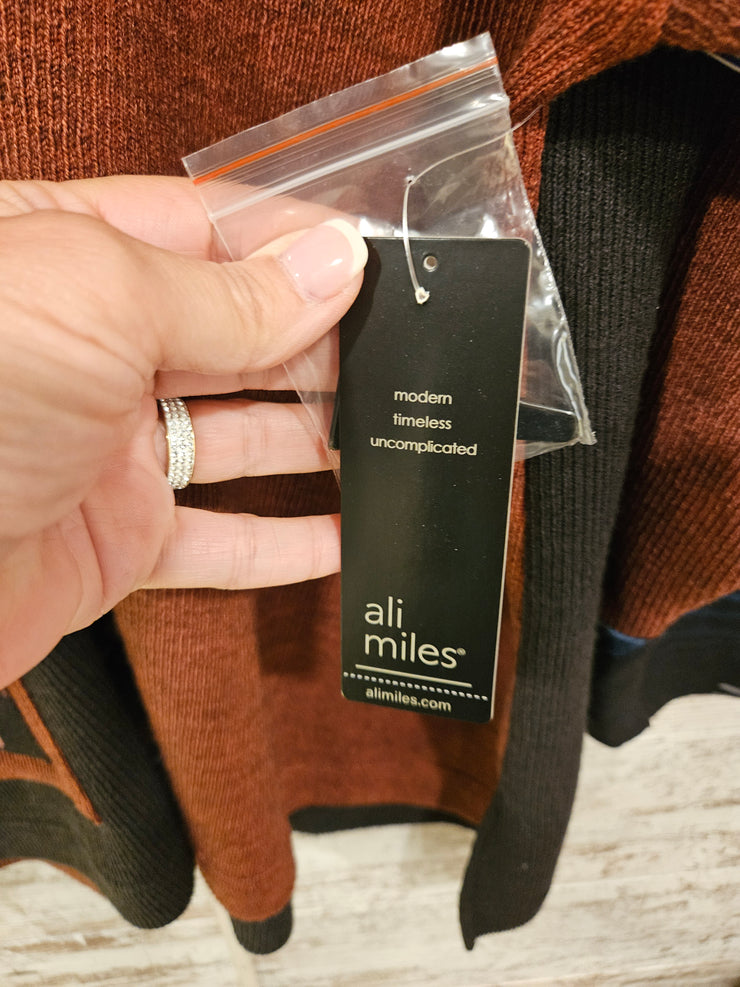 modern
timeless
uncomplicated
ali
miles®
alimiles.com